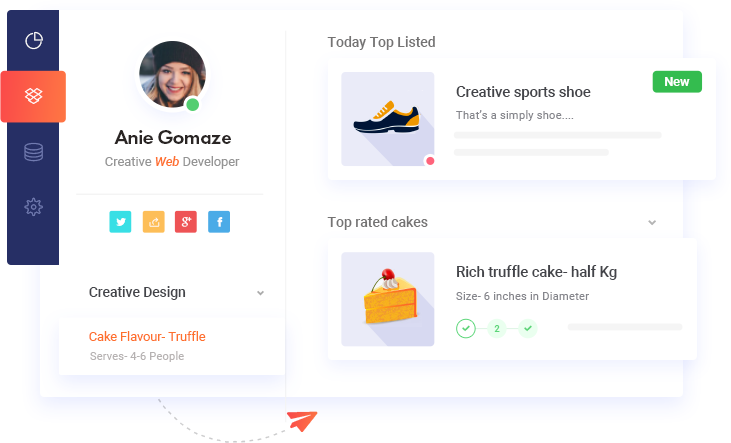 Anie Gomaze
Creative Web Developer
Creative Design
Cake Flavour- Truffle
Serves- 4-6 People
Today Top Listed
Creative sports shoe
New
That's a simply shoe....
Top rated cakes
Rich truffle cake- half Kg
Size- 6 inches in Diameter
2
g+
f